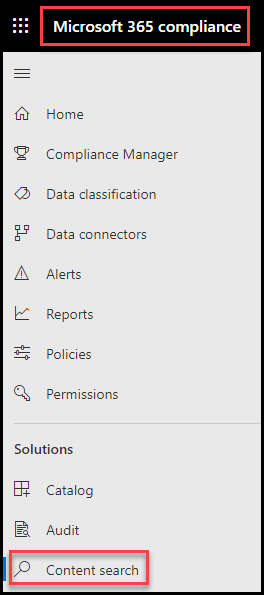 Microsoft 365 compliance
Home
Compliance Manager
Data classification
Data connectors
Alerts
Reports
Policies
Permissions
Solutions
Catalog
Audit
Content search